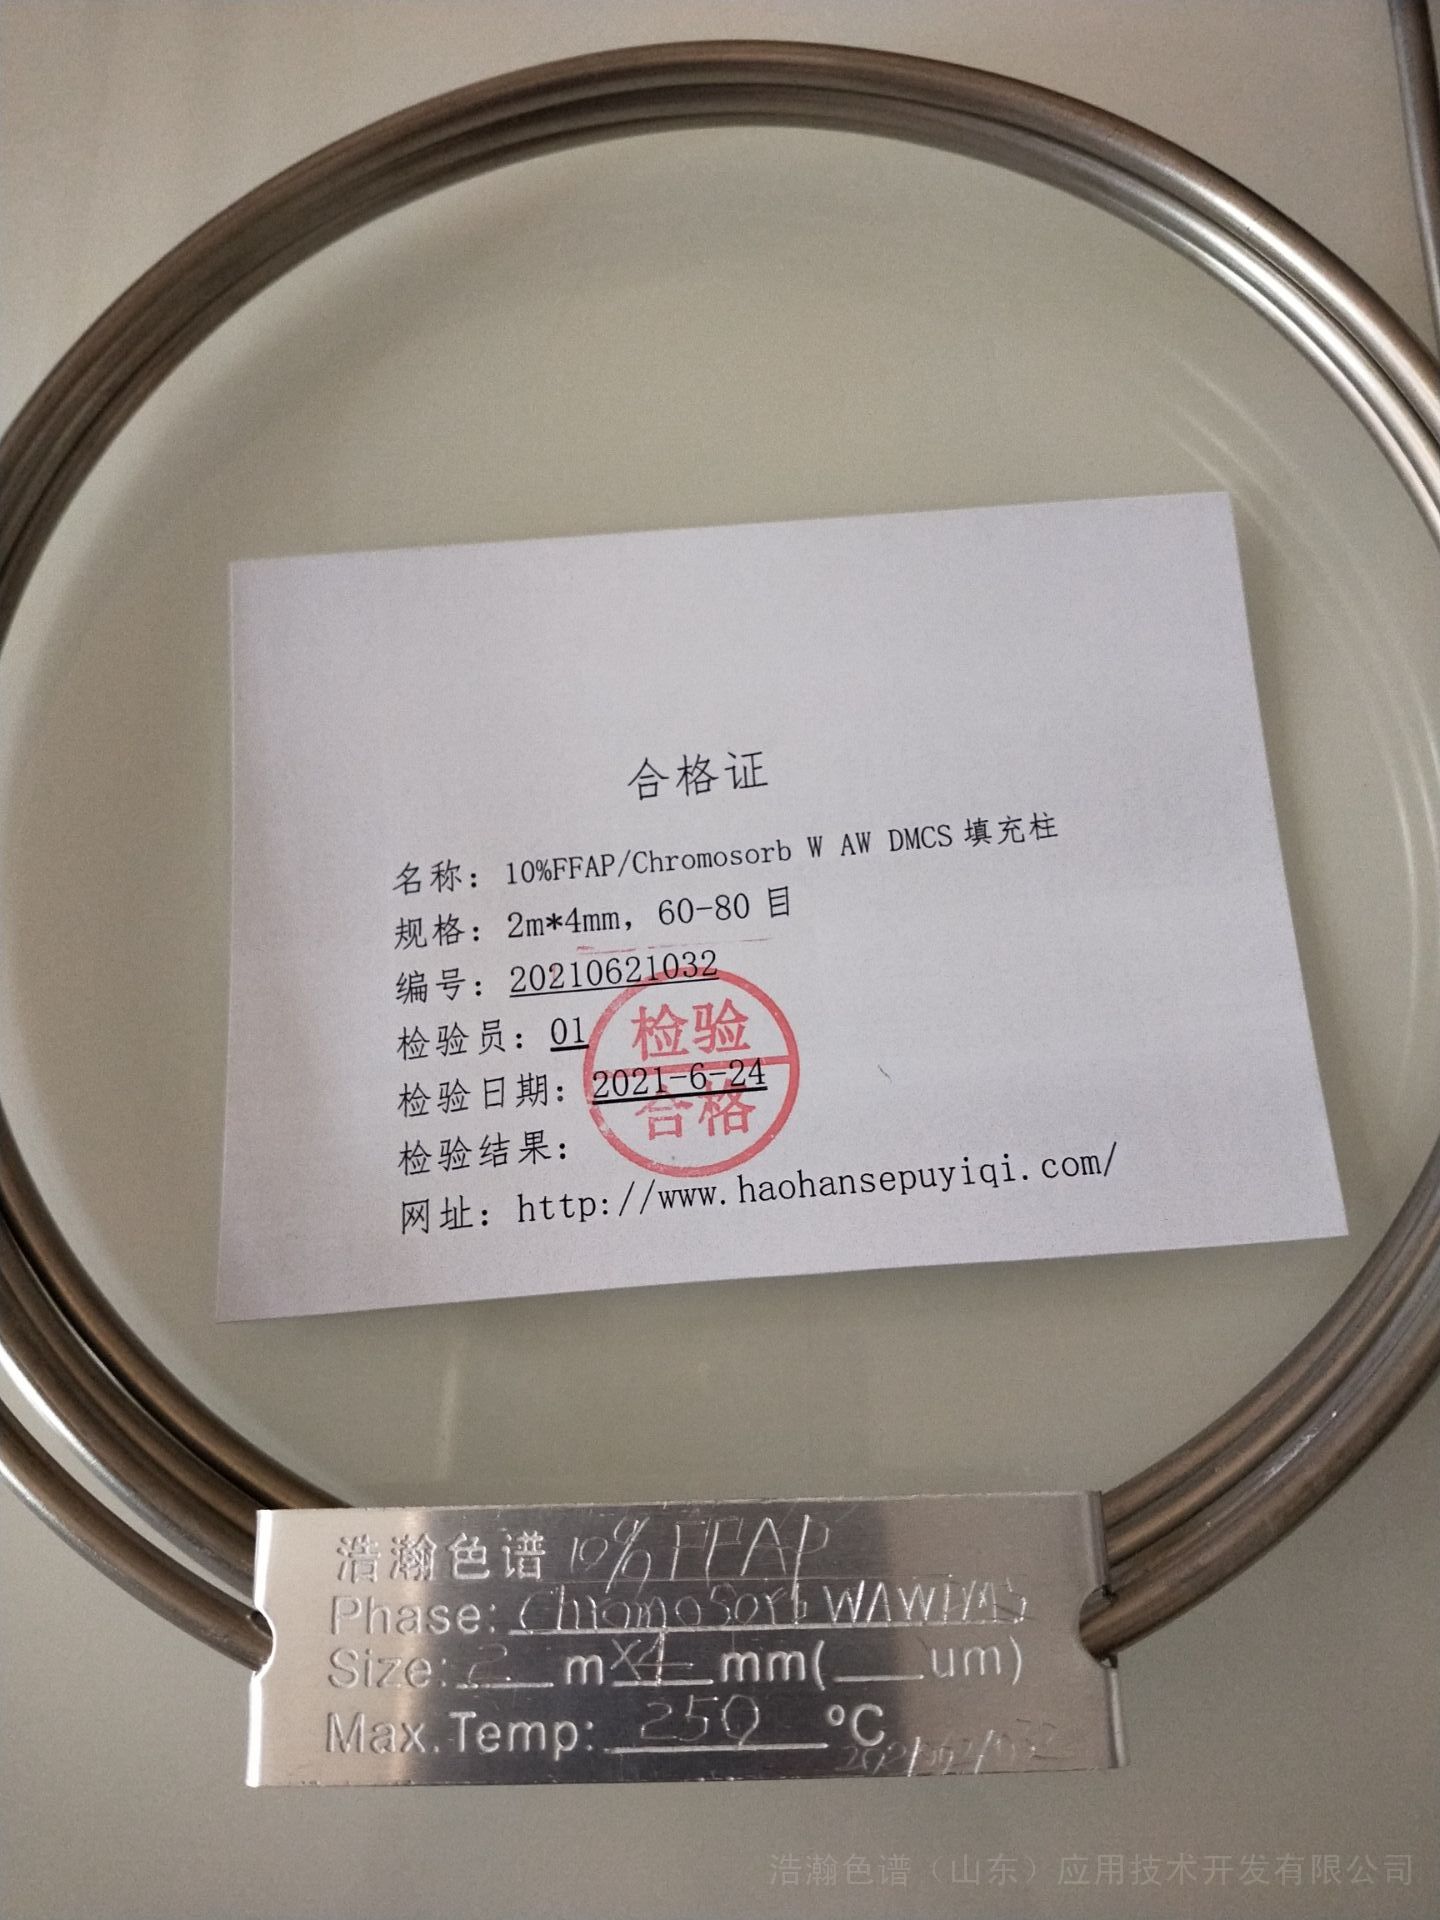 合格证
名称：10%FFAP/Chromosorb W AW DMCS 填充柱
规格：2m*4mm，60-80 目
编号：20210621032
检验员：01
检验日期：2021-6-24
检验结果：
检验
合格
网址：http://www.haohansepuyiqi.com/
浩瀚色谱 10% FFAP
Phase: Chromosorb WAW
Size: 2 m X4 mm( um)
Max.Temp: 250 ºC
20210621032
浩瀚色谱（山东）应用技术开发有限公司